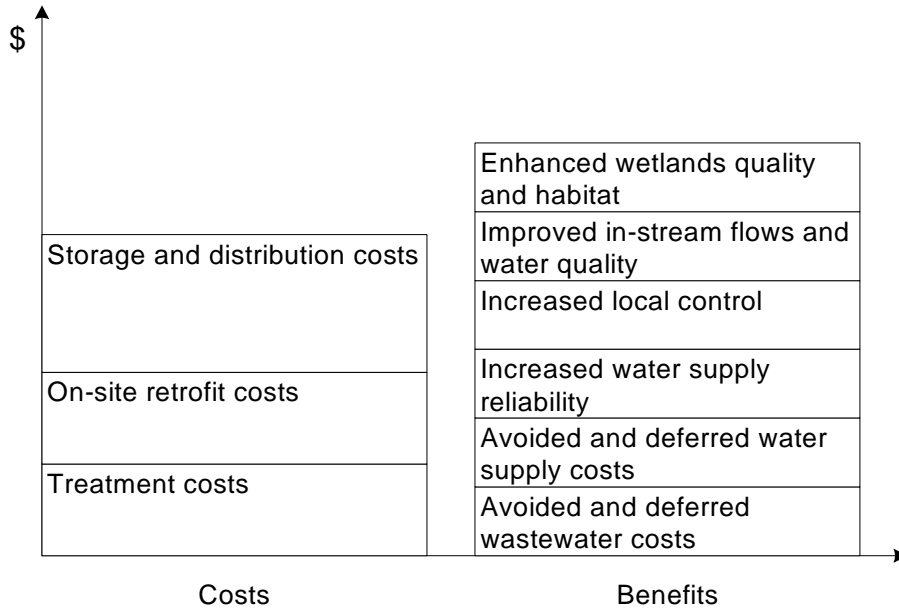 $
Storage and distribution costs
On-site retrofit costs
Treatment costs
Enhanced wetlands quality
and habitat
Improved in-stream flows and
water quality
Increased local control
Increased water supply
reliability
Avoided and deferred water
supply costs
Avoided and deferred
wastewater costs
Costs
Benefits